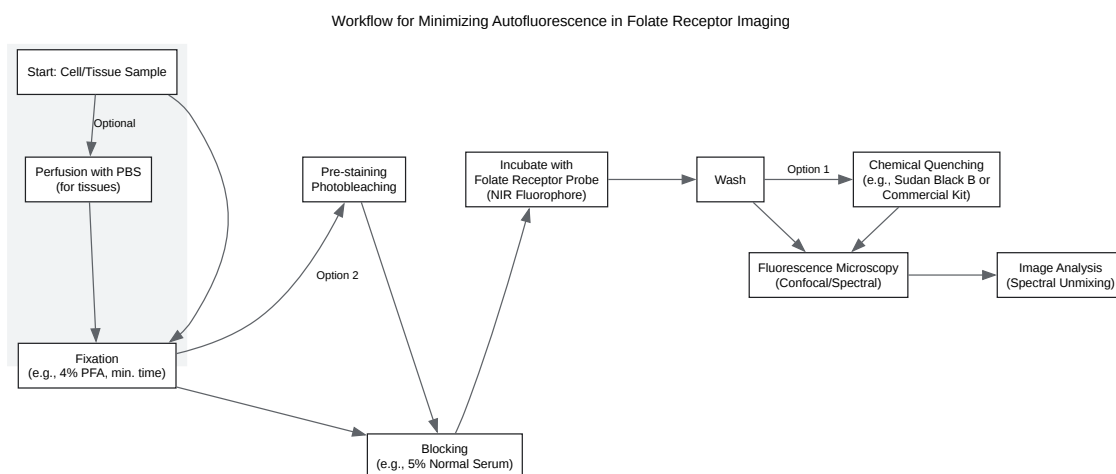 Workflow for Minimizing Autofluorescence in Folate Receptor Imaging
Start: Cell/Tissue Sample
Optional
Perfusion with PBS
(for tissues)
Fixation
(e.g., 4% PFA, min. time)
Option 2
Pre-staining
Photobleaching
Blocking
(e.g., 5% Normal Serum)
Incubate with
Folate Receptor Probe
(NIR Fluorophore)
Wash
Option 1
Chemical Quenching
(e.g., Sudan Black B or
Commercial Kit)
Fluorescence Microscopy
(Confocal/Spectral)
Image Analysis
(Spectral Unmixing)